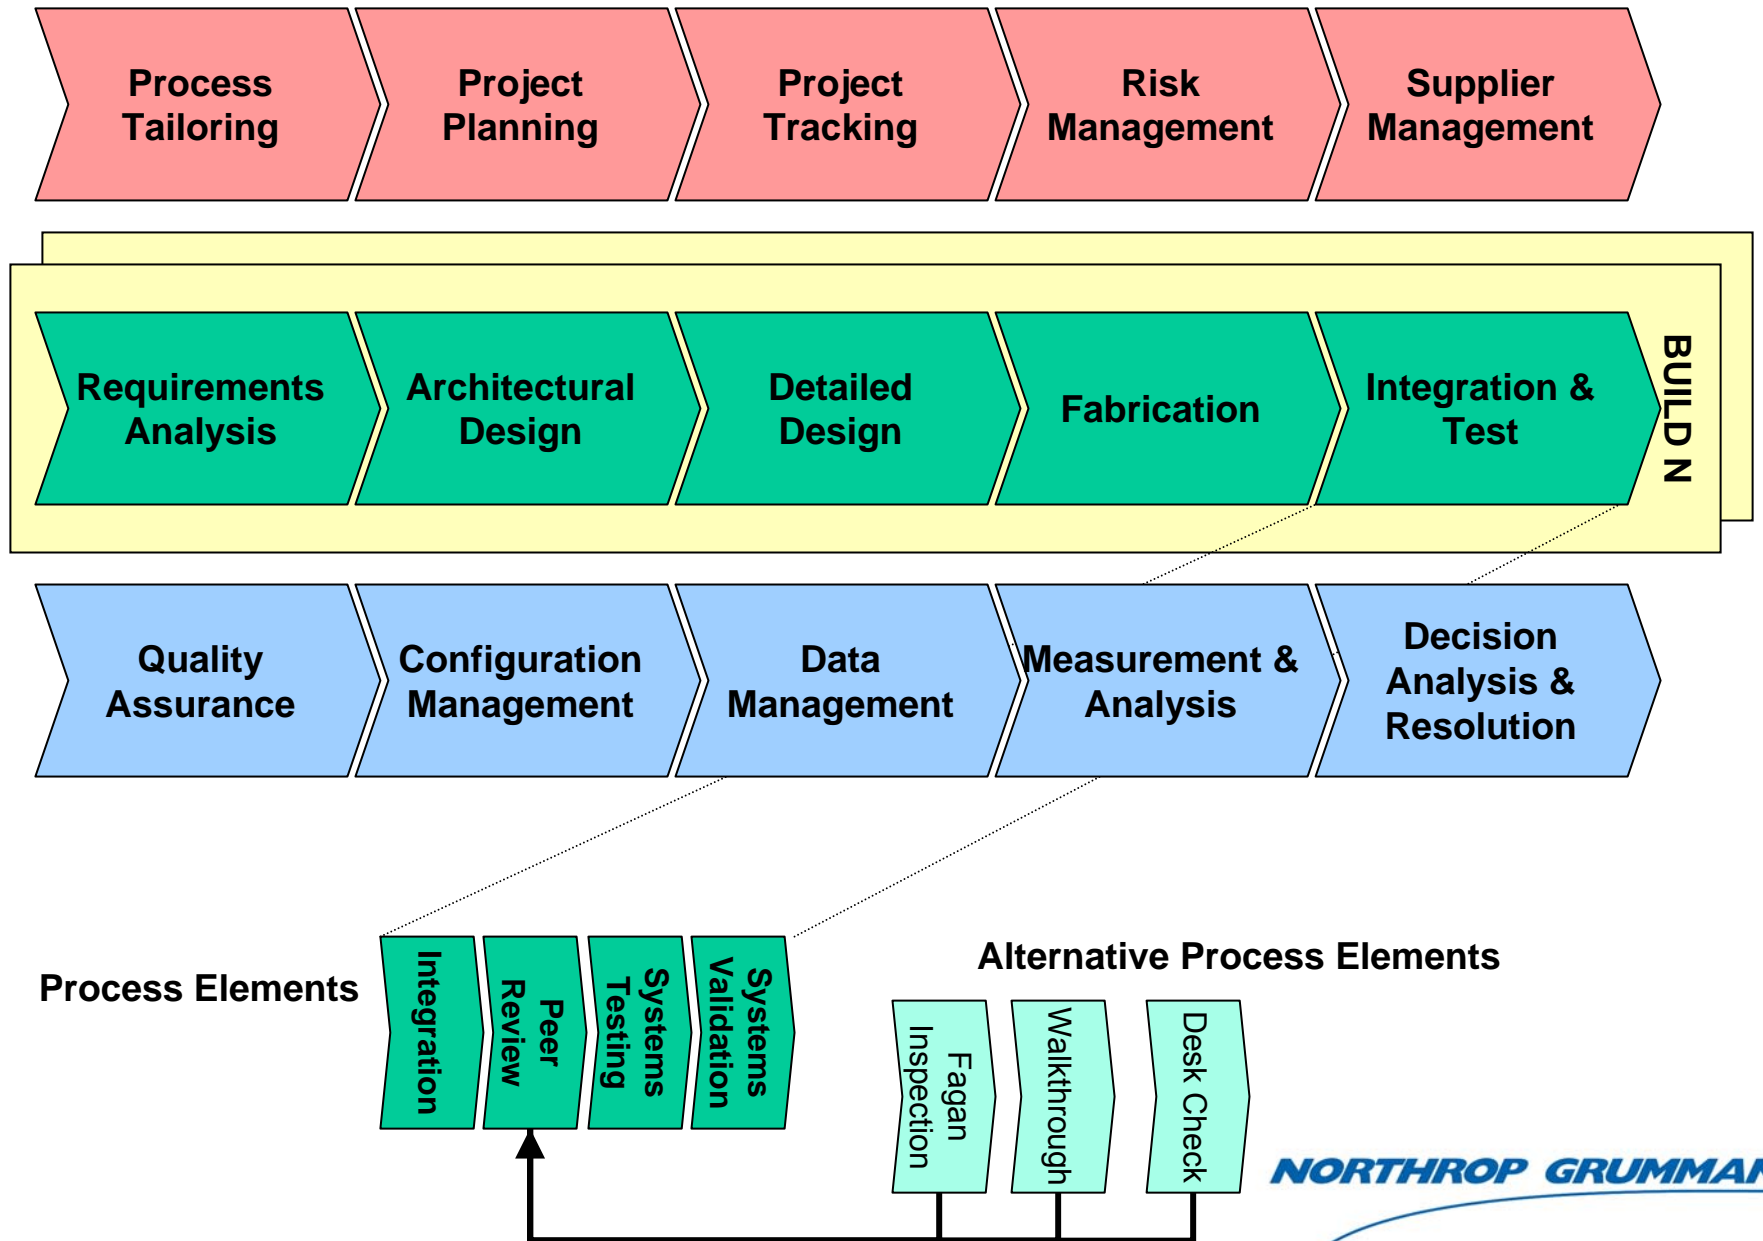 Process
Tailoring
Project
Planning
Project
Tracking
Risk
Management
Supplier
Management
Requirements
Analysis
Architectural
Design
Detailed
Design
Fabrication
Integration &
Test
BUILD N
Quality
Assurance
Configuration
Management
Data
Management
Measurement &
Analysis
Decision
Analysis &
Resolution
Process Elements
Integration
Peer
Review
Systems
Testing
Systems
Validation
Alternative Process Elements
Fagan
Inspection
Walkthrough
Desk Check
NORTHROP GRUMMAN